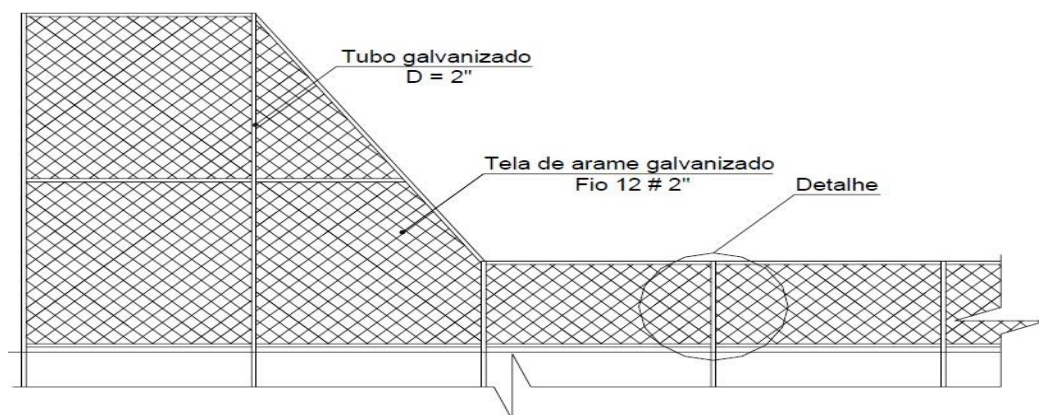 Tubo galvanizado
D = 2"
Tela de arame galvanizado
Fio 12 # 2"
Detalhe